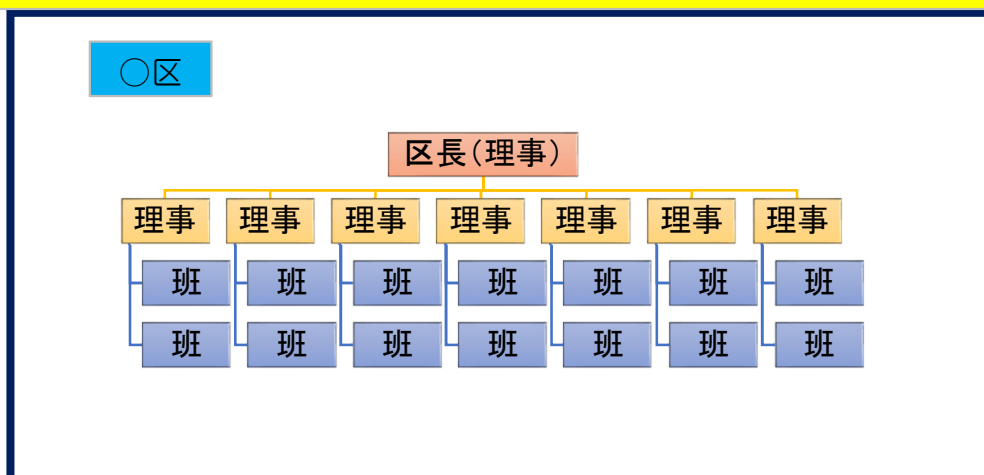 ○区
区長(理事)
理事 理事 理事 理事 理事 理事 理事
班 班 班 班 班 班 班
班 班 班 班 班 班 班